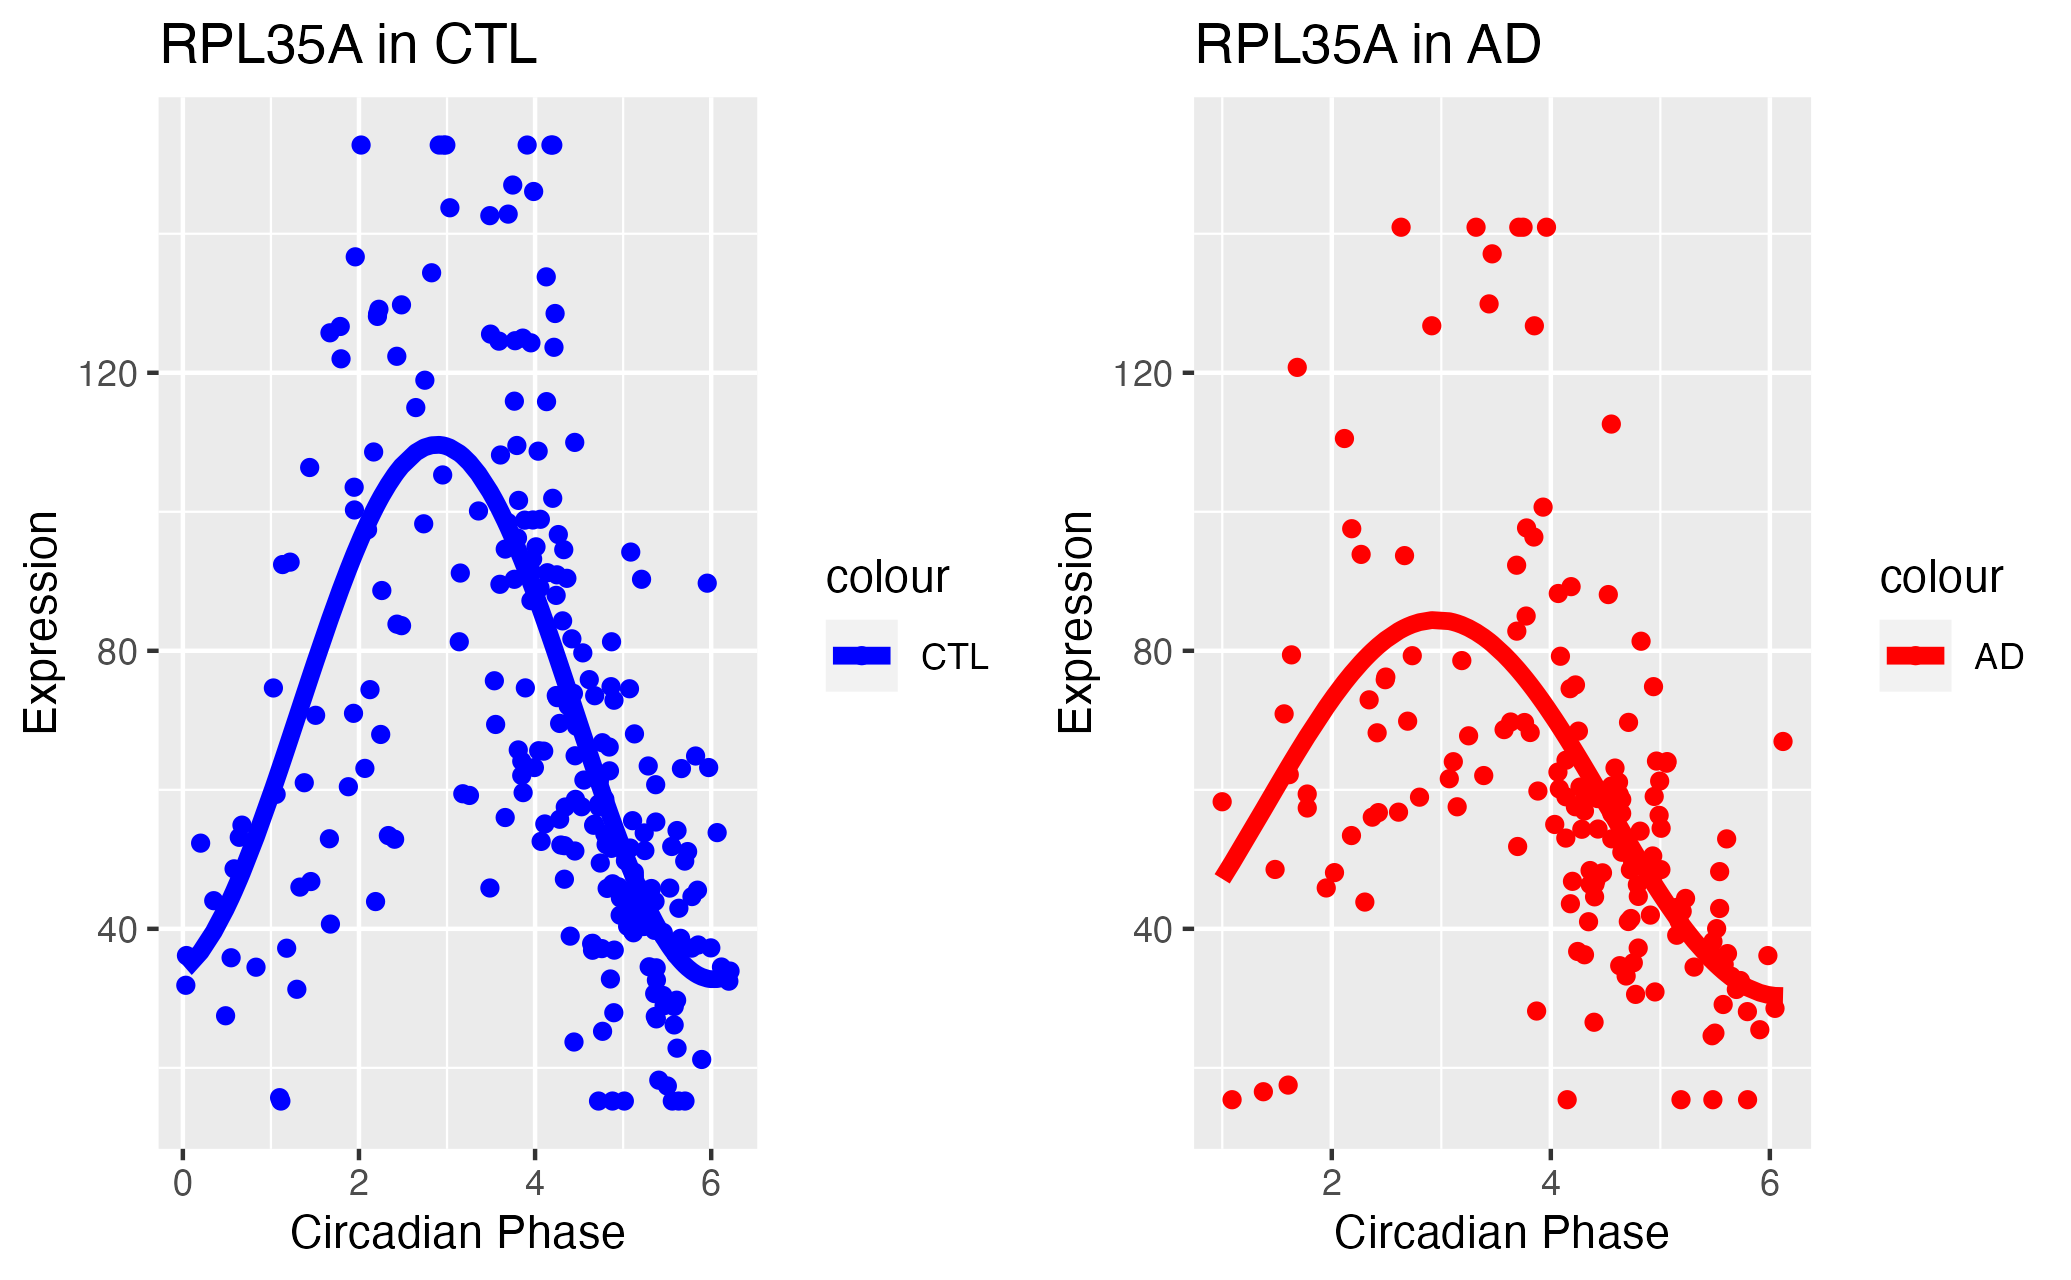 RPL35A in CTL
Expression
120
80
40
0 2 4 6
Circadian Phase
colour
CTL
RPL35A in AD
Expression
120
80
40
2 4 6
Circadian Phase
colour
AD